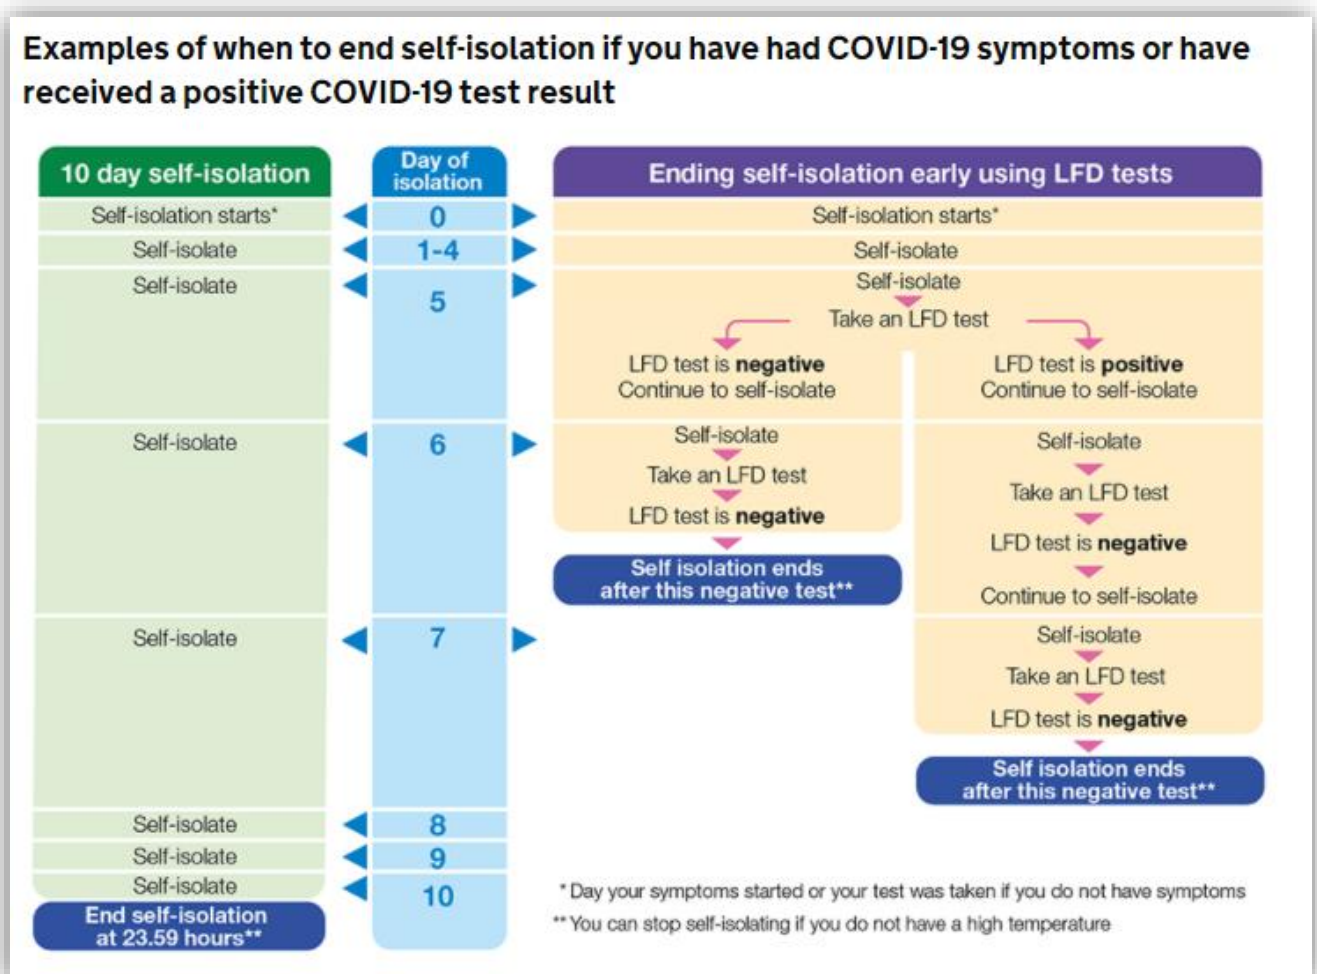 Examples of when to end self-isolation if you have had COVID-19 symptoms or have
received a positive COVID-19 test result
10 day self-isolation
Day of
isolation
Ending self-isolation early using LFD tests
Self-isolation starts*
0
Self-isolation starts*
Self-isolate
1-4
Self-isolate
Self-isolate
5
Self-isolate
Take an LFD test
LFD test is negative
Continue to self-isolate
LFD test is positive
Continue to self-isolate
Self-isolate
6
Self-isolate
Take an LFD test
LFD test is negative
Self isolation ends
after this negative test**
Self-isolate
Take an LFD test
LFD test is negative
Continue to self-isolate
Self-isolate
7
Self-isolate
Take an LFD test
LFD test is negative
Self isolation ends
after this negative test**
Self-isolate
8
Self-isolate
9
Self-isolate
10
End self-isolation
at 23.59 hours**
* Day your symptoms started or your test was taken if you do not have symptoms
** You can stop self-isolating if you do not have a high temperature